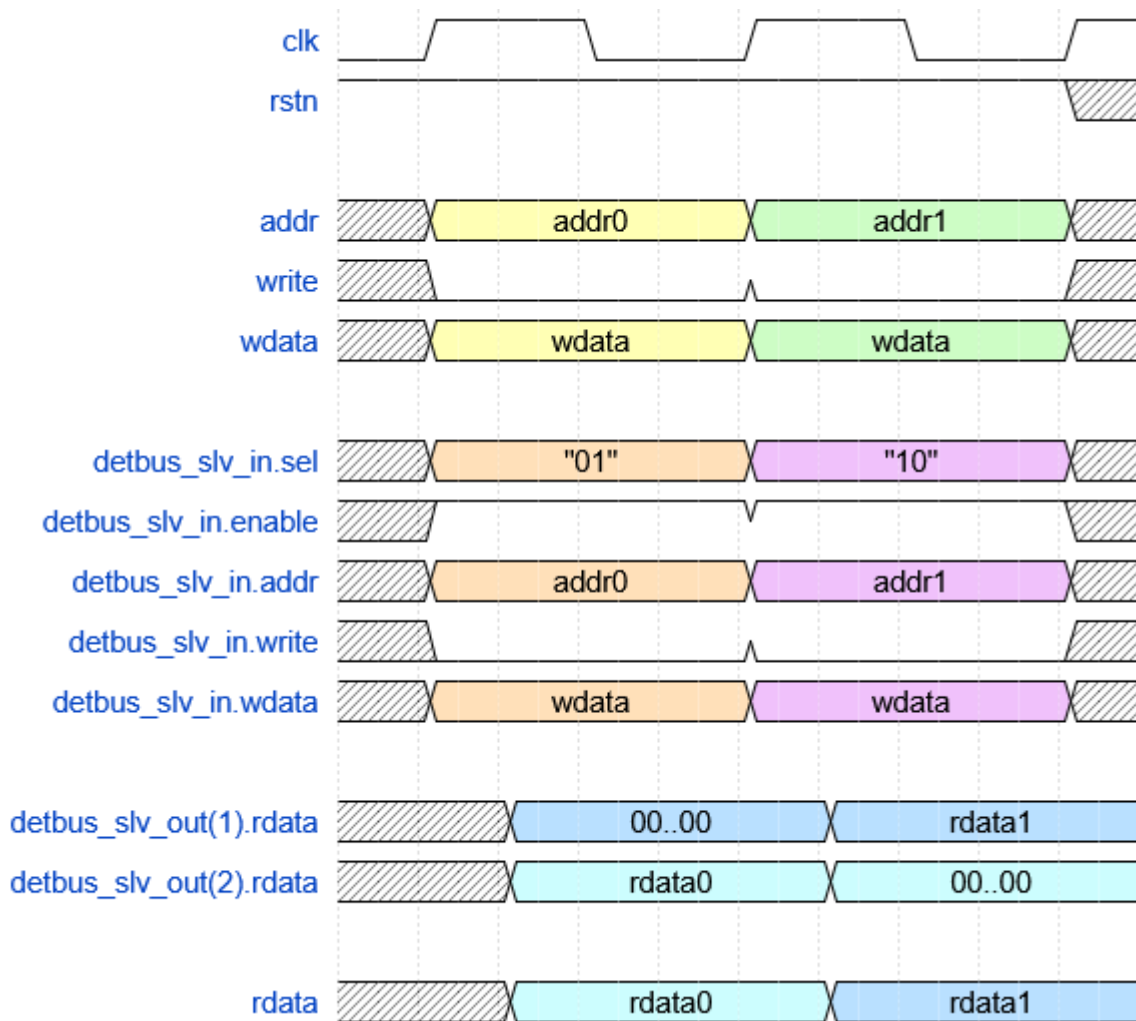 clk
rstn
addr addr0 addr1
write
wdata wdata wdata
detbus_slv_in.sel "01" "10"
detbus_slv_in.enable
detbus_slv_in.addr addr0 addr1
detbus_slv_in.write
detbus_slv_in.wdata wdata wdata
detbus_slv_out(1).rdata 00..00 rdata1
detbus_slv_out(2).rdata rdata0 00..00
rdata rdata0 rdata1